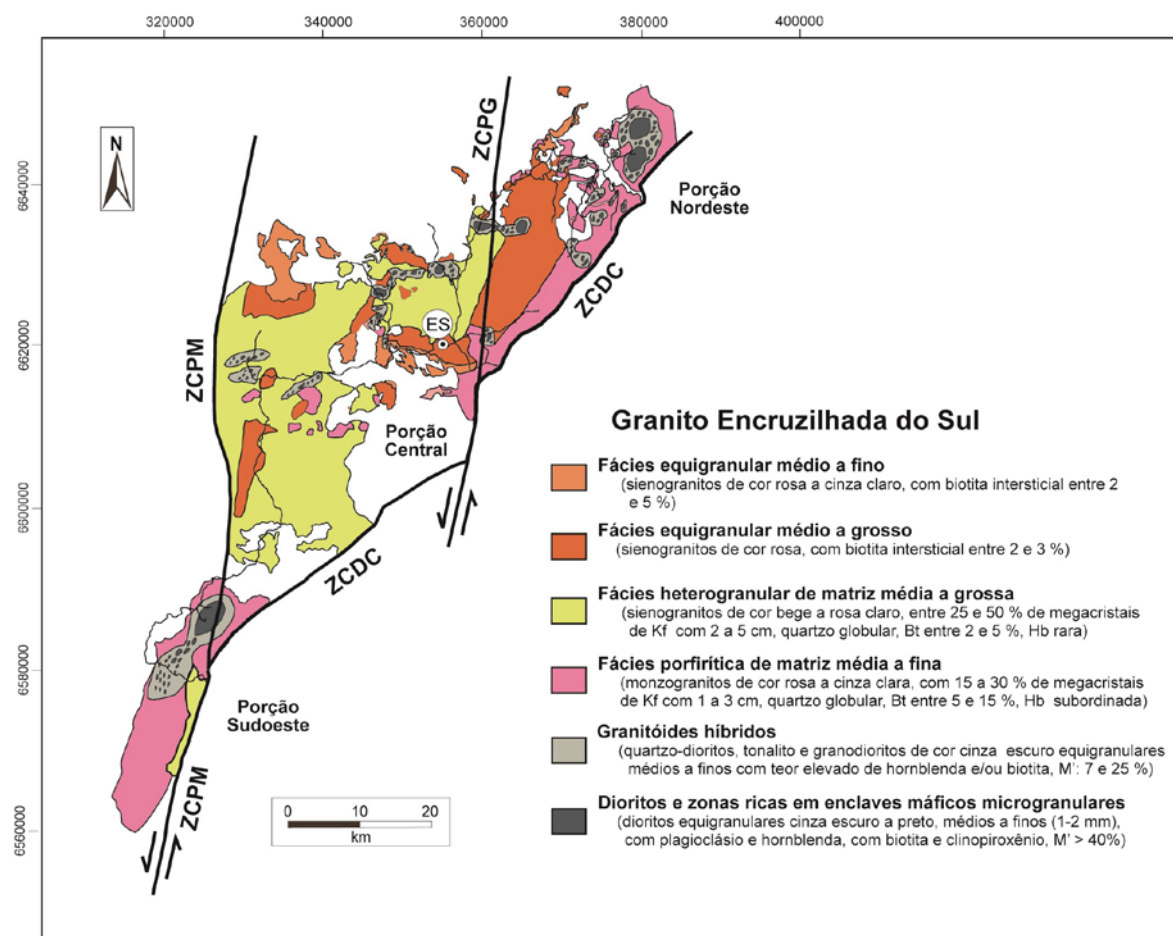 320000
340000
360000
380000
400000
6640000
6620000
6600000
6580000
6560000
N
ZCPG
ZCPM
ES
Porção
Nordeste
ZCDC
Porção
Central
ZCDC
Porção
Sudoeste
ZCPM
0 10 20
km
Granito Encruzilhada do Sul
Fácies equigranular médio a fino
(sienogranitos de cor rosa a cinza claro, com biotita intersticial entre 2
e 5 %)
Fácies equigranular médio a grosso
(sienogranitos de cor rosa, com biotita intersticial entre 2 e 3 %)
Fácies heterogranular de matriz média a grossa
(sienogranitos de cor bege a rosa claro, entre 25 e 50 % de megacristais
de Kf com 2 a 5 cm, quartzo globular, Bt entre 2 e 5 %, Hb rara)
Fácies porfirítica de matriz média a fina
(monzogranitos de cor rosa a cinza clara, com 15 a 30 % de megacristais
de Kf com 1 a 3 cm, quartzo globular, Bt entre 5 e 15 %, Hb subordinada)
Granitóides híbridos
(quartzo-dioritos, tonalito e granodioritos de cor cinza escuro equigranulares
médios a finos com teor elevado de hornblenda e/ou biotita, M': 7 e 25 %)
Dioritos e zonas ricas em enclaves máficos microgranulares
(dioritos equigranulares cinza escuro a preto, médios a finos (1-2 mm),
com plagioclásio e hornblenda, com biotita e clinopiroxênio, M' > 40%)